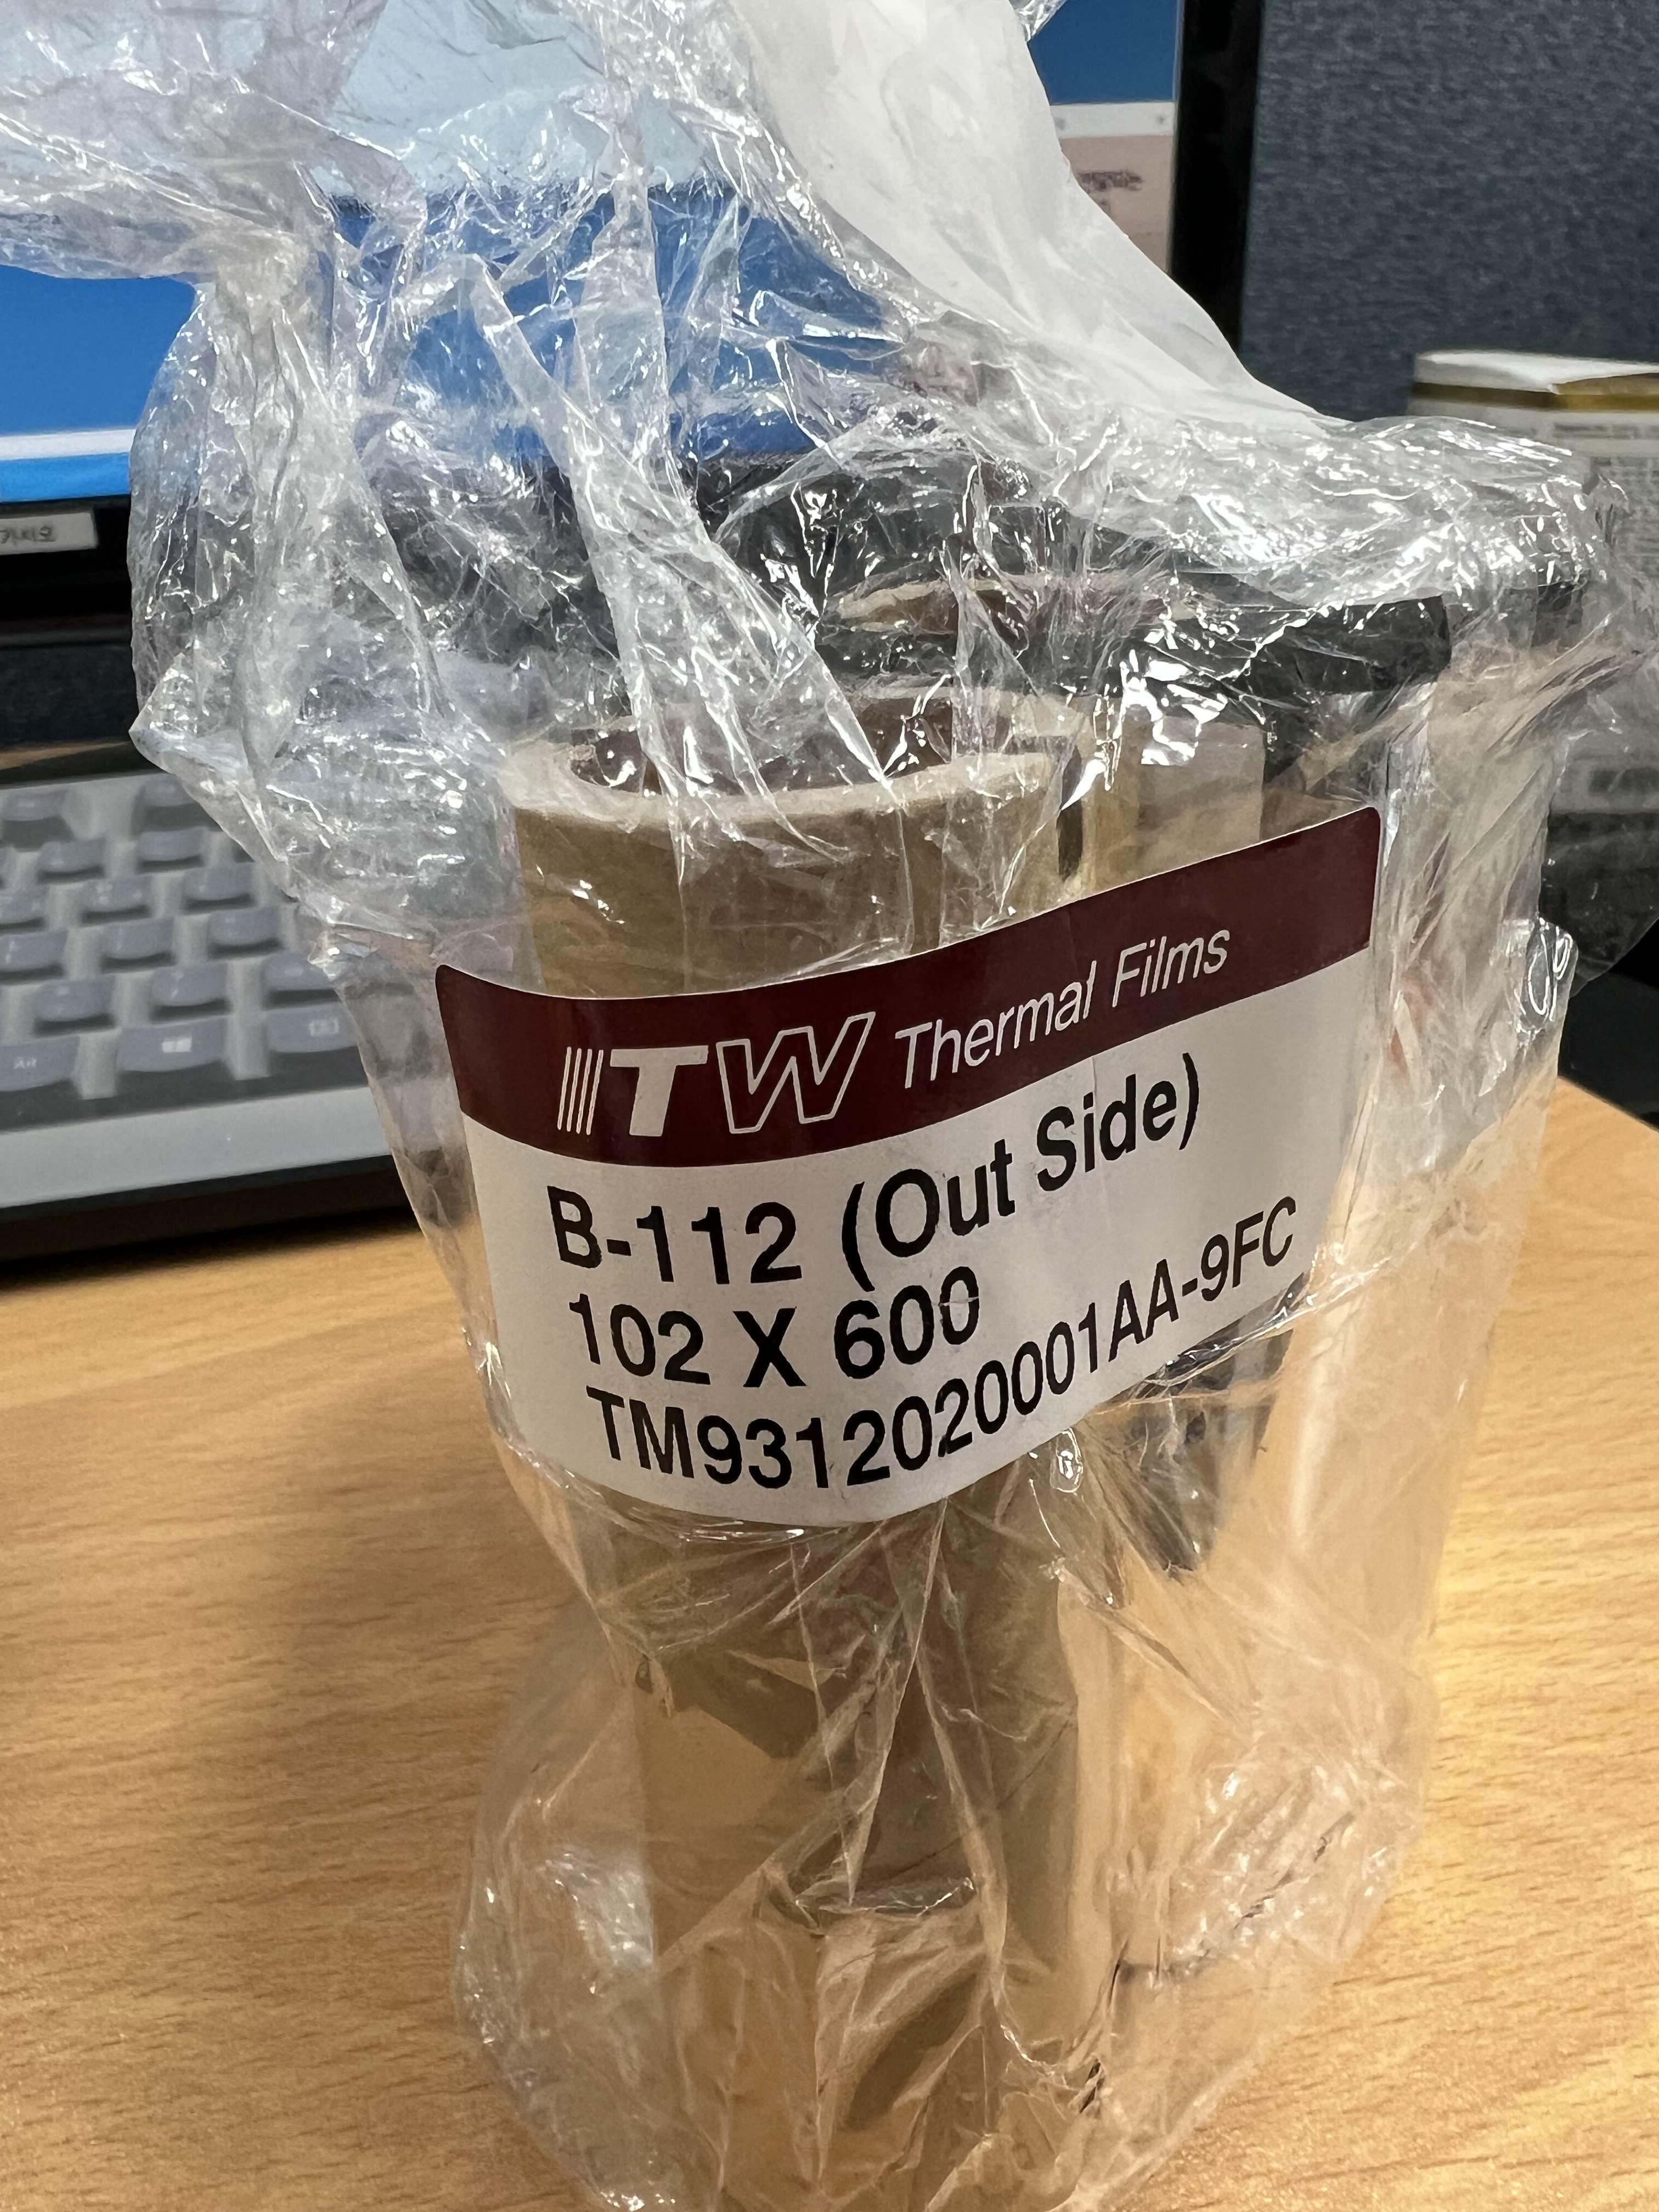 ITW Thermal Films
B-112 (Out Side)
102 X 600
TM9312020001AA-9FC